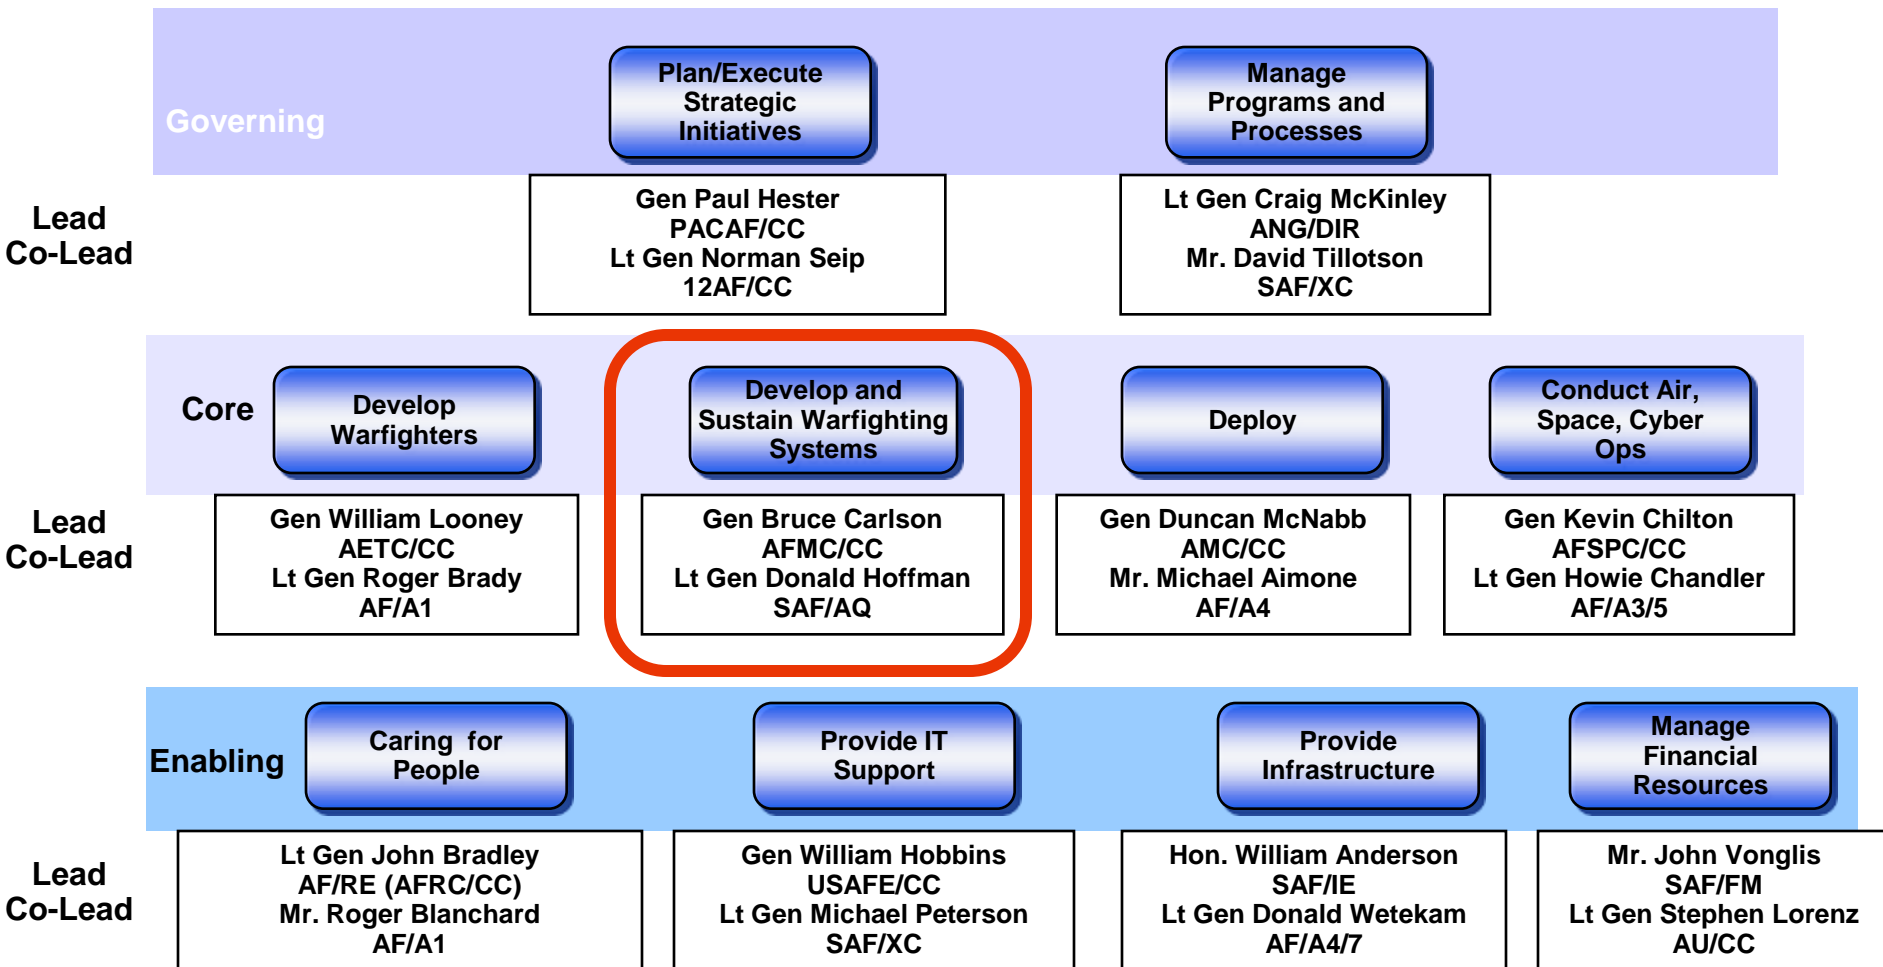 Governing
Plan/Execute
Strategic
Initiatives
Manage
Programs and
Processes
Lead
Co-Lead
Gen Paul Hester
PACAF/CC
Lt Gen Norman Seip
12AF/CC
Lt Gen Craig McKinley
ANG/DIR
Mr. David Tillotson
SAF/XC
Core
Develop
Warfighters
Develop and
Sustain Warfighting
Systems
Deploy
Conduct Air,
Space, Cyber
Ops
Lead
Co-Lead
Gen William Looney
AETC/CC
Lt Gen Roger Brady
AF/A1
Gen Bruce Carlson
AFMC/CC
Lt Gen Donald Hoffman
SAF/AQ
Gen Duncan McNabb
AMC/CC
Mr. Michael Aimone
AF/A4
Gen Kevin Chilton
AFSPC/CC
Lt Gen Howie Chandler
AF/A3/5
Enabling
Caring for
People
Provide IT
Support
Provide
Infrastructure
Manage
Financial
Resources
Lead
Co-Lead
Lt Gen John Bradley
AF/RE (AFRC/CC)
Mr. Roger Blanchard
AF/A1
Gen William Hobbins
USAFE/CC
Lt Gen Michael Peterson
SAF/XC
Hon. William Anderson
SAF/IE
Lt Gen Donald Wetekam
AF/A4/7
Mr. John Vonglis
SAF/FM
Lt Gen Stephen Lorenz
AU/CC